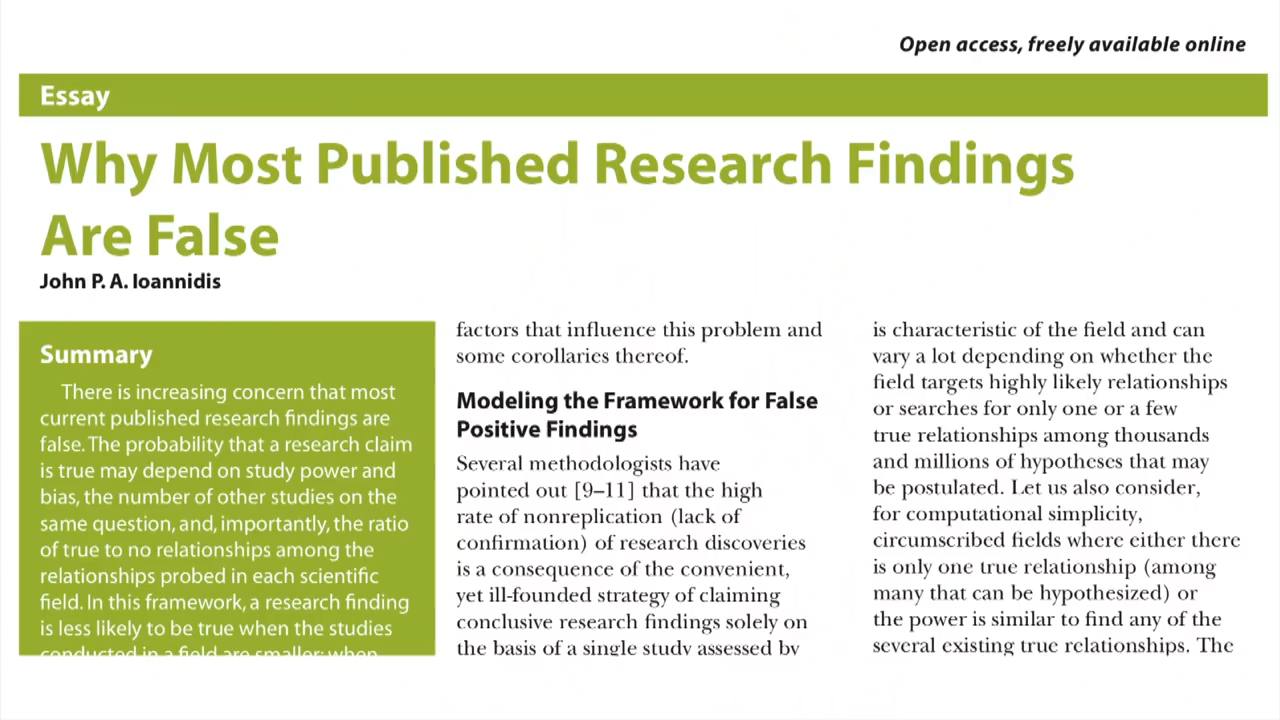 Open access, freely available online
Essay
Why Most Published Research Findings
Are False
John P. A. Ioannidis
Summary
There is increasing concern that most
current published research findings are
false. The probability that a research claim
is true may depend on study power and
bias, the number of other studies on the
same question, and, importantly, the ratio
of true to no relationships among the
relationships probed in each scientific
field. In this framework, a research finding
is less likely to be true when the studies
conducted in a field are smaller; when
factors that influence this problem and
some corollaries thereof.
Modeling the Framework for False
Positive Findings
Several methodologists have
pointed out [9–11] that the high
rate of nonreplication (lack of
confirmation) of research discoveries
is a consequence of the convenient,
yet ill-founded strategy of claiming
conclusive research findings solely on
the basis of a single study assessed by
is characteristic of the field and can
vary a lot depending on whether the
field targets highly likely relationships
or searches for only one or a few
true relationships among thousands
and millions of hypotheses that may
be postulated. Let us also consider,
for computational simplicity,
circumscribed fields where either there
is only one true relationship (among
many that can be hypothesized) or
the power is similar to find any of the
several existing true relationships. The